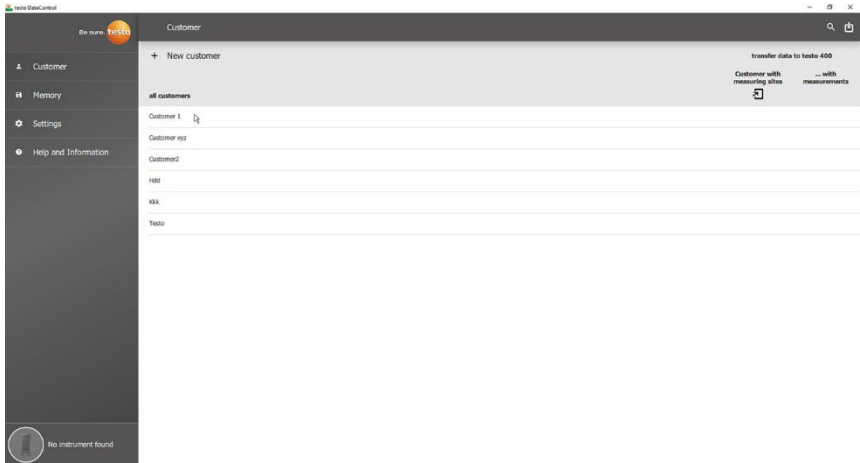 testo DataControl
Be sure. testo
Customer
Customer
Memory
Settings
Help and Information
+ New customer
transfer data to testo 400
Customer with measuring sites
... with measurements
all customers
Customer 1
Customer xyz
Customer2
Hdd
Kkk
Testo
No instrument found